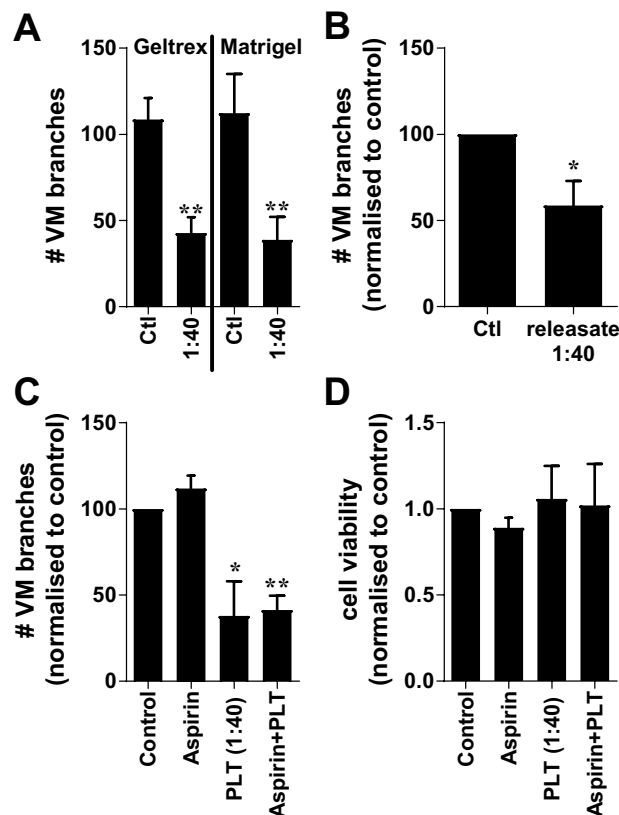 A
Geltrex Matrigel
# VM branches
150
100
50
0
**
**
Ctl
1:40
Ctl
1:40
B
# VM branches
(normalised to control)
150
100
50
0
*
Ctl
releasate
1:40
C
# VM branches
(normalised to control)
150
100
50
0
*
**
Control
Aspirin
PLT (1:40)
Aspirin+PLT
D
cell viability
(normalised to control)
1.5
1.0
0.5
0.0
Control
Aspirin
PLT (1:40)
Aspirin+PLT